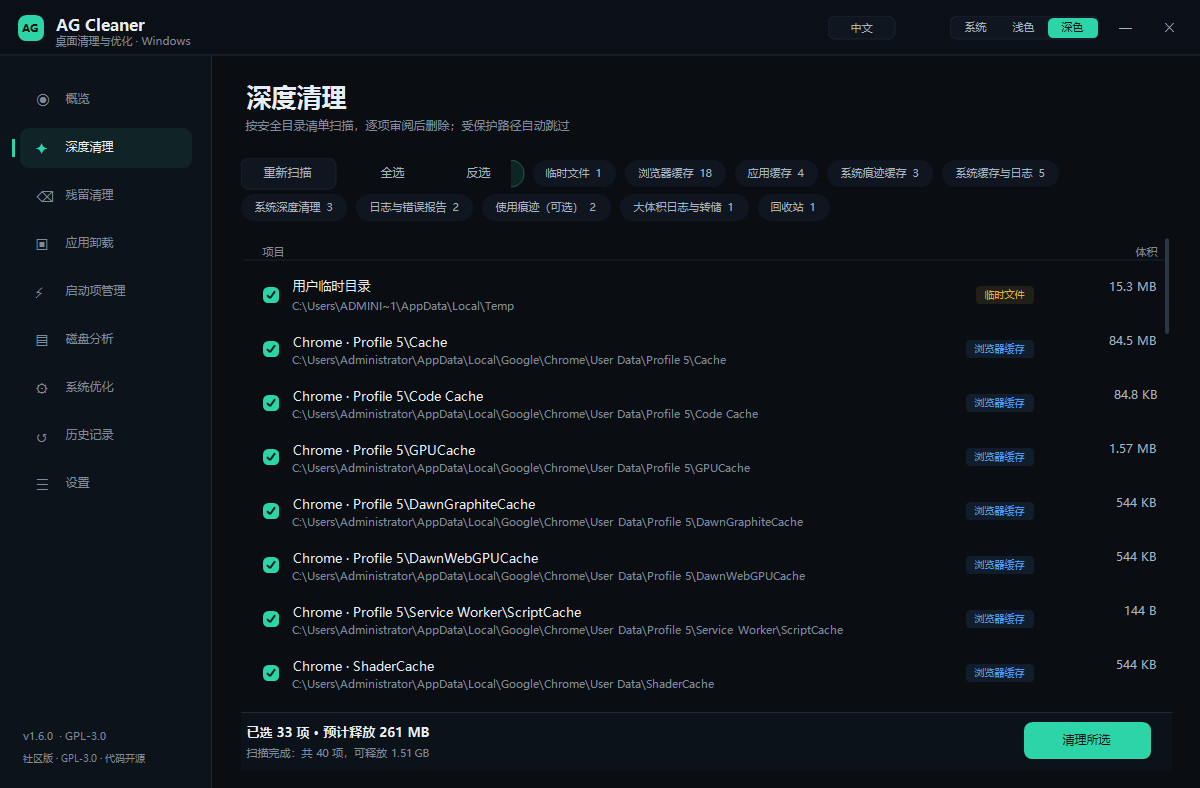 AG
AG Cleaner
桌面清理与优化 · Windows
中文
系统 浅色 深色
概览
深度清理
残留清理
应用卸载
启动项管理
磁盘分析
系统优化
历史记录
设置
v1.6.0 · GPL-3.0
社区版 · GPL-3.0 · 代码开源
深度清理
按安全目录清单扫描，逐项审阅后删除；受保护路径自动跳过
重新扫描 全选 反选 临时文件 1 浏览器缓存 18 应用缓存 4 系统痕迹缓存 3 系统缓存与日志 5
系统深度清理 3 日志与错误报告 2 使用痕迹（可选） 2 大体积日志与转储 1 回收站 1
项目 体积
用户临时目录
C:\Users\ADMINI~1\AppData\Local\Temp
临时文件 15.3 MB
Chrome · Profile 5\Cache
C:\Users\Administrator\AppData\Local\Google\Chrome\User Data\Profile 5\Cache
浏览器缓存 84.5 MB
Chrome · Profile 5\Code Cache
C:\Users\Administrator\AppData\Local\Google\Chrome\User Data\Profile 5\Code Cache
浏览器缓存 84.8 KB
Chrome · Profile 5\GPUCache
C:\Users\Administrator\AppData\Local\Google\Chrome\User Data\Profile 5\GPUCache
浏览器缓存 1.57 MB
Chrome · Profile 5\DawnGraphiteCache
C:\Users\Administrator\AppData\Local\Google\Chrome\User Data\Profile 5\DawnGraphiteCache
浏览器缓存 544 KB
Chrome · Profile 5\DawnWebGPUCache
C:\Users\Administrator\AppData\Local\Google\Chrome\User Data\Profile 5\DawnWebGPUCache
浏览器缓存 544 KB
Chrome · Profile 5\Service Worker\ScriptCache
C:\Users\Administrator\AppData\Local\Google\Chrome\User Data\Profile 5\Service Worker\ScriptCache
浏览器缓存 144 B
Chrome · ShaderCache
C:\Users\Administrator\AppData\Local\Google\Chrome\User Data\ShaderCache
浏览器缓存 544 KB
已选 33 项 • 预计释放 261 MB
扫描完成：共 40 项，可释放 1.51 GB
清理所选